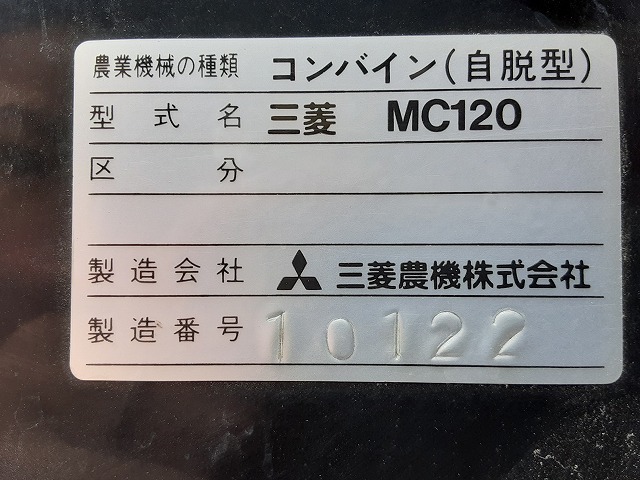 農業機械の種類 コンバイン(自脱型)
型式名 三菱 MC120
区分
製造会社 三菱農機株式会社
製造番号 10122